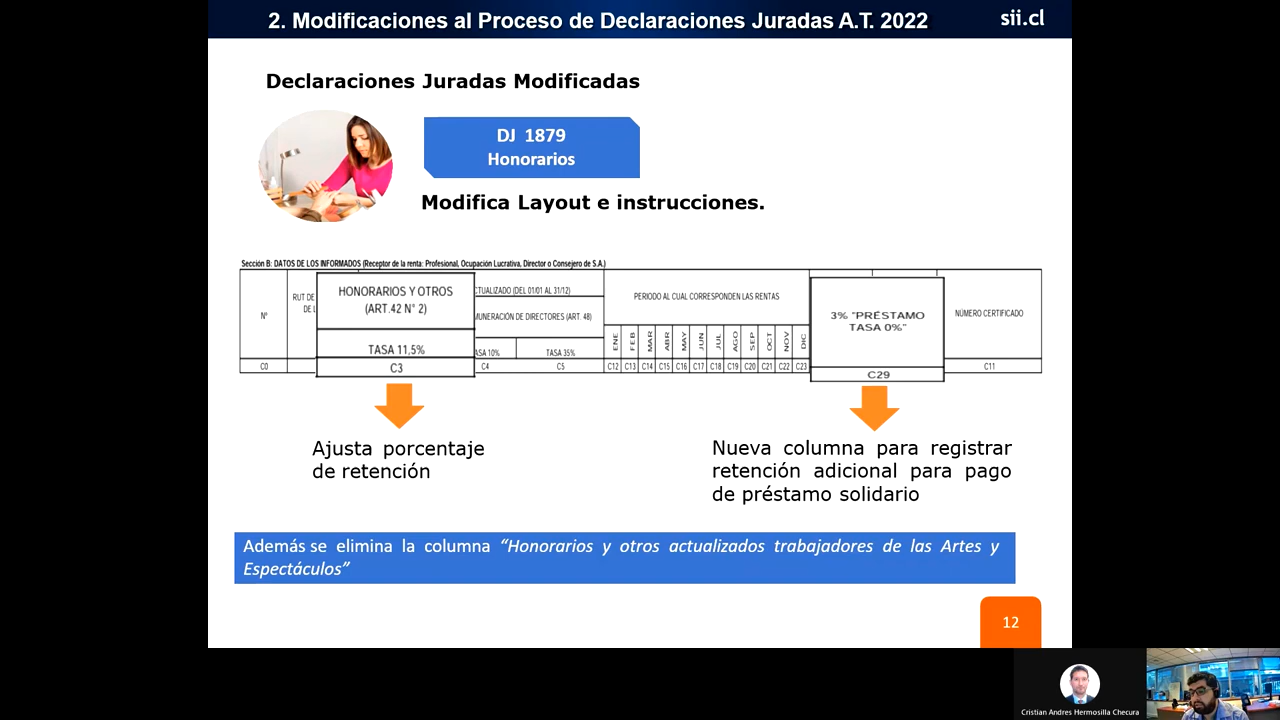 2. Modificaciones al Proceso de Declaraciones Juradas A.T. 2022
sii.cl
Declaraciones Juradas Modificadas
DJ 1879
Honorarios
Modifica Layout e instrucciones.
Sección B: DATOS DE LOS INFORMADOS (Receptor de la renta: Profesional, Ocupación Lucrativa, Director o Consejero de S.A.)
N°
RUT DE
DE L
HONORARIOS Y OTROS
(ART.42 N° 2)
TASA 11,5%
CTUALIZADO (DEL 01/01 AL 31/12)
MUNERACIÓN DE DIRECTORES (ART. 48)
ASA 10%
TASA 35%
PERIODO AL CUAL CORRESPONDEN LAS RENTAS
ENE
FEB
MAR
ABR
MAY
JUN
JUL
AGO
SEP
OCT
NOV
DIC
3% "PRÉSTAMO
TASA 0%"
NÚMERO CERTIFICADO
C0
C3
C4
C5
C12
C13
C14
C15
C16
C17
C18
C19
C20
C21
C22
C23
C29
C11
Ajusta porcentaje
de retención
Nueva columna para registrar
retención adicional para pago
de préstamo solidario
Además se elimina la columna “Honorarios y otros actualizados trabajadores de las Artes y
Espectáculos”
12
Cristian Andres Hermosilla Checura